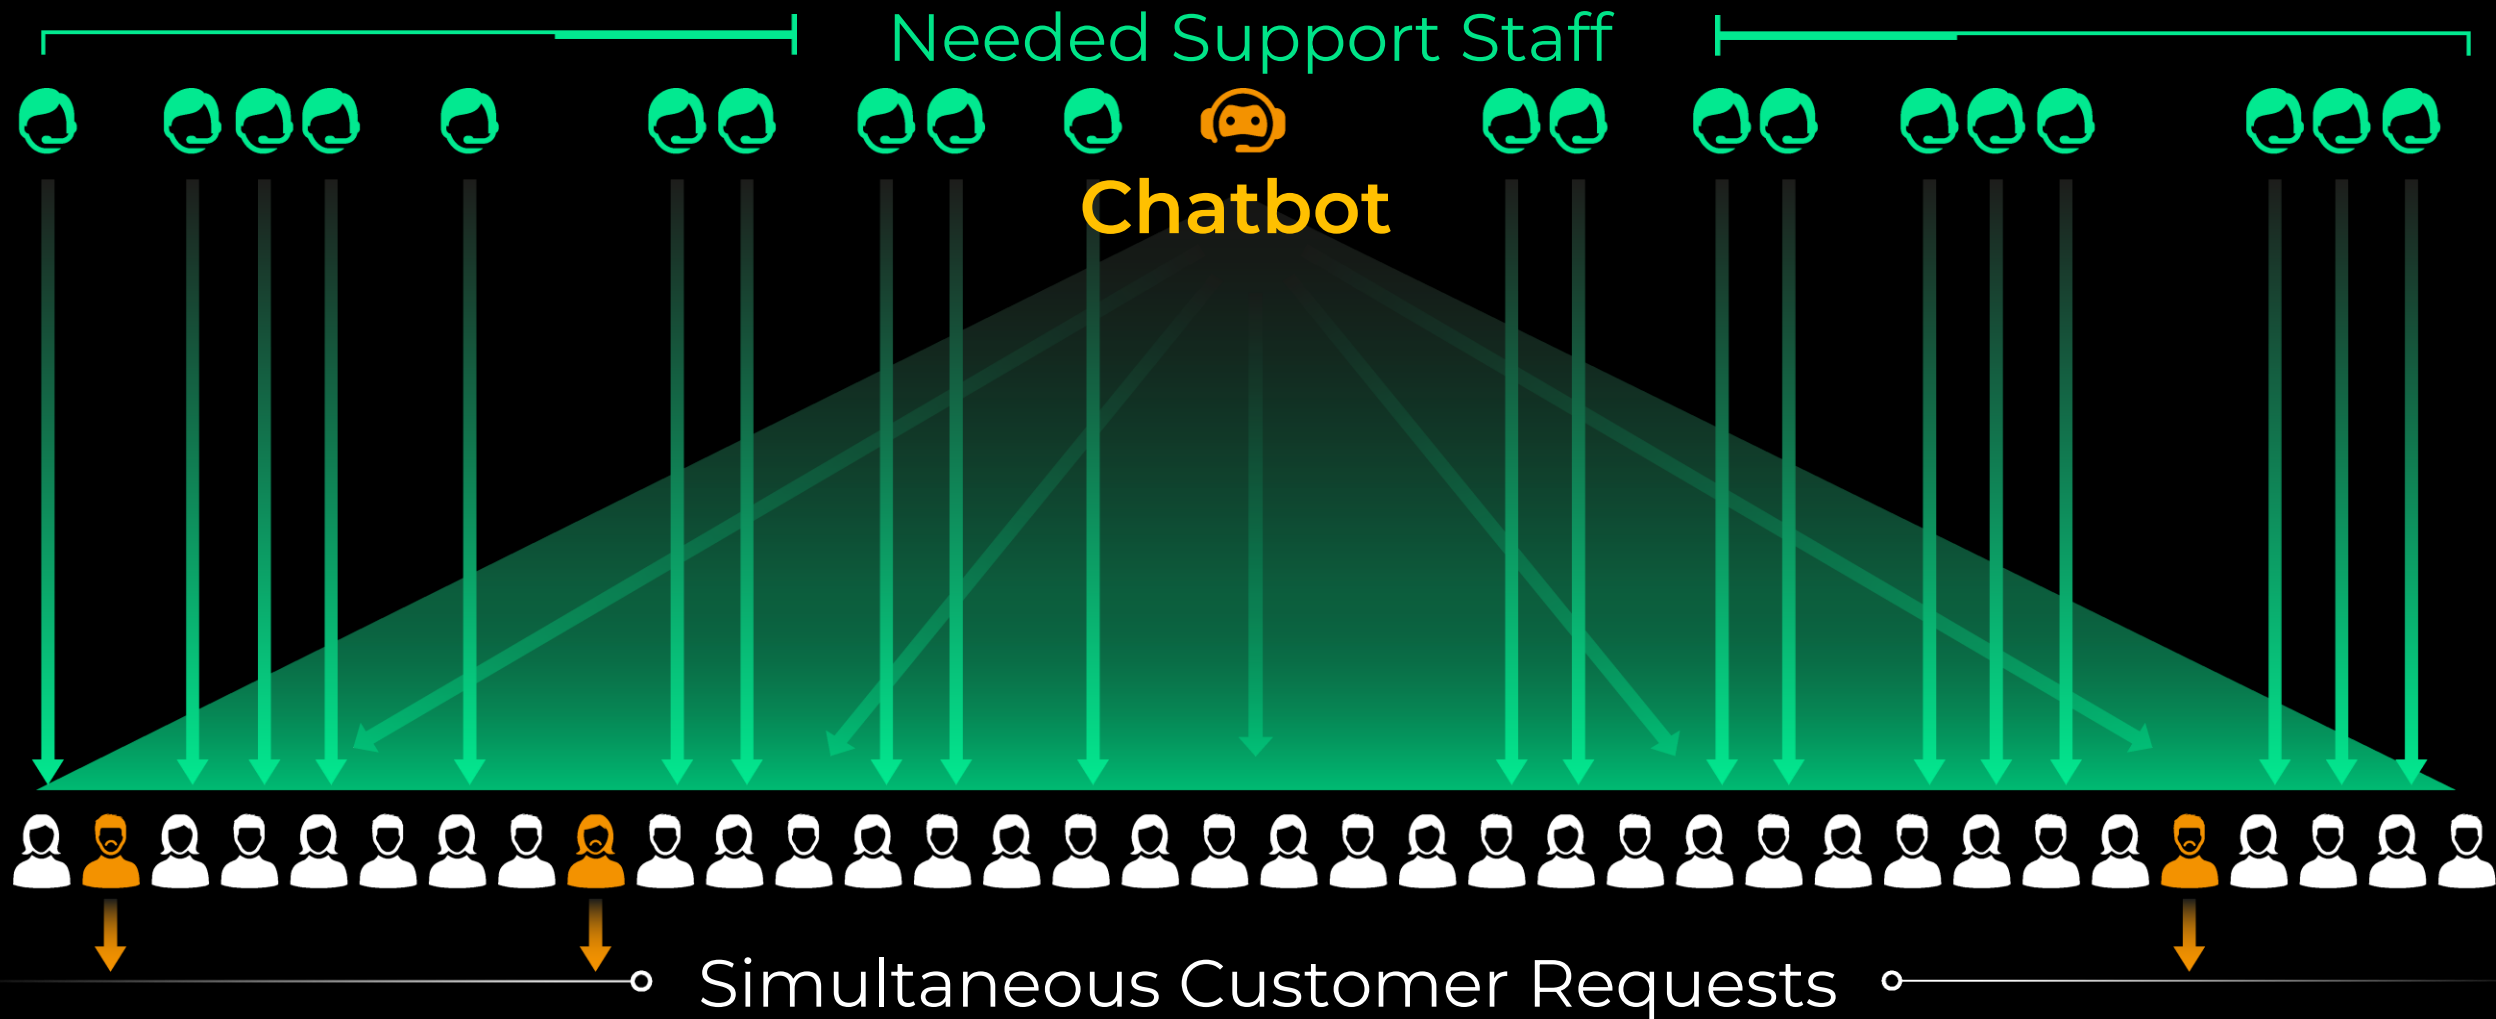 Needed Support Staff
Chatbot
Simultaneous Customer Requests